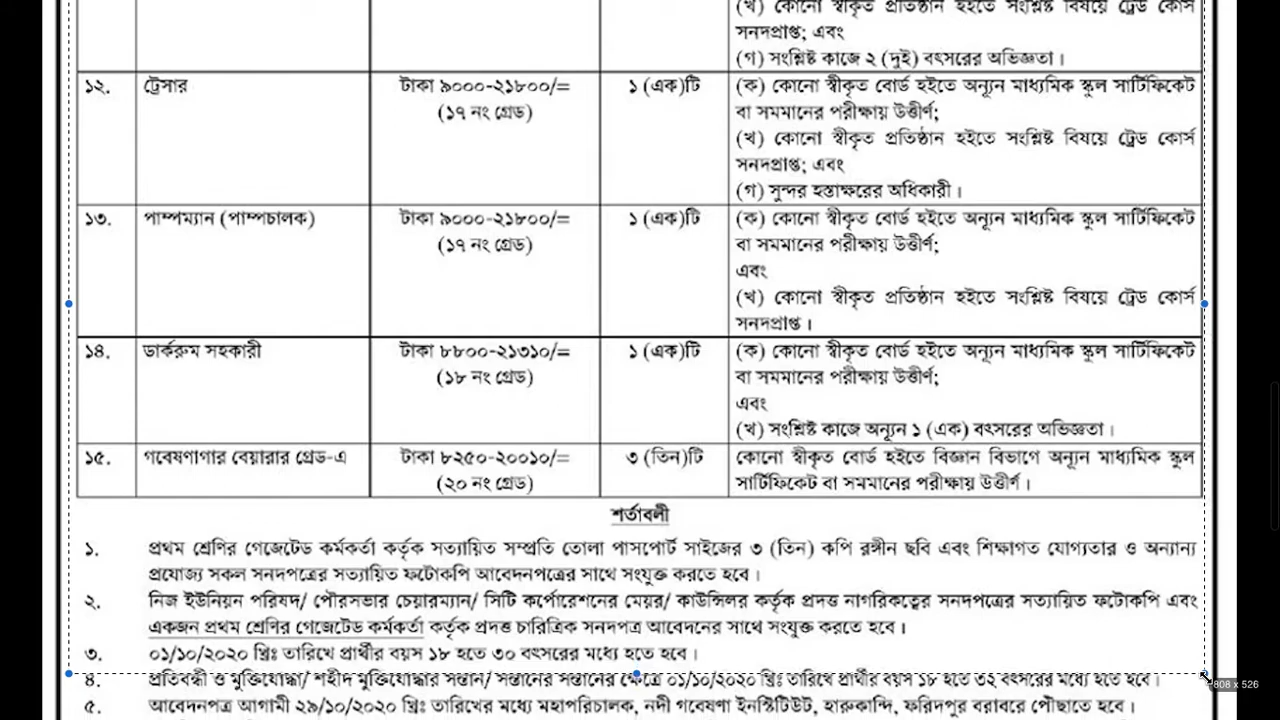 (খ) কোনো স্বীকৃত প্রতিষ্ঠান হইতে সংশ্লিষ্ট বিষয়ে ট্রেড কোর্স
সনদপ্রাপ্ত; এবং
(গ) সংশ্লিষ্ট কাজে ২ (দুই) বৎসরের অভিজ্ঞতা।
১২. ট্রেসার টাকা ৯০০০-২১৮০০/= ১ (এক)টি (ক) কোনো স্বীকৃত বোর্ড হইতে অন্যূন মাধ্যমিক স্কুল সার্টিফিকেট
(১৭ নং গ্রেড) বা সমমানের পরীক্ষায় উত্তীর্ণ;
(খ) কোনো স্বীকৃত প্রতিষ্ঠান হইতে সংশ্লিষ্ট বিষয়ে ট্রেড কোর্স
সনদপ্রাপ্ত; এবং
(গ) সুন্দর হস্তাক্ষরের অধিকারী।
১৩. পাম্পম্যান (পাম্পচালক) টাকা ৯০০০-২১৮০০/= ১ (এক)টি (ক) কোনো স্বীকৃত বোর্ড হইতে অন্যূন মাধ্যমিক স্কুল সার্টিফিকেট
(১৭ নং গ্রেড) বা সমমানের পরীক্ষায় উত্তীর্ণ;
এবং
(খ) কোনো স্বীকৃত প্রতিষ্ঠান হইতে সংশ্লিষ্ট বিষয়ে ট্রেড কোর্স
সনদপ্রাপ্ত।
১৪. ডার্করুম সহকারী টাকা ৮৮০০-২১৩১০/= ১ (এক)টি (ক) কোনো স্বীকৃত বোর্ড হইতে অন্যূন মাধ্যমিক স্কুল সার্টিফিকেট
(১৮ নং গ্রেড) বা সমমানের পরীক্ষায় উত্তীর্ণ;
এবং
(খ) সংশ্লিষ্ট কাজে অন্যূন ১ (এক) বৎসরের অভিজ্ঞতা।
১৫. গবেষণাগার বেয়ারার গ্রেড-এ টাকা ৮২৫০-২০০১০/= ৩ (তিন)টি কোনো স্বীকৃত বোর্ড হইতে বিজ্ঞান বিভাগে অন্যূন মাধ্যমিক স্কুল
(২০ নং গ্রেড) সার্টিফিকেট বা সমমানের পরীক্ষায় উত্তীর্ণ।
শর্তাবলী
১. প্রথম শ্রেণির গেজেটেড কর্মকর্তা কর্তৃক সত্যায়িত সম্প্রতি তোলা পাসপোর্ট সাইজের ৩ (তিন) কপি রঙ্গীন ছবি এবং শিক্ষাগত যোগ্যতার ও অন্যান্য
প্রযোজ্য সকল সনদপত্রের সত্যায়িত ফটোকপি আবেদনপত্রের সাথে সংযুক্ত করতে হবে।
২. নিজ ইউনিয়ন পরিষদ/ পৌরসভার চেয়ারম্যান/ সিটি কর্পোরেশনের মেয়র/ কাউন্সিলর কর্তৃক প্রদত্ত নাগরিকত্বের সনদপত্রের সত্যায়িত ফটোকপি এবং
একজন প্রথম শ্রেণির গেজেটেড কর্মকর্তা কর্তৃক প্রদত্ত চারিত্রিক সনদপত্র আবেদনের সাথে সংযুক্ত করতে হবে।
৩. ০১/১০/২০২০ খ্রিঃ তারিখে প্রার্থীর বয়স ১৮ হতে ৩০ বৎসরের মধ্যে হতে হবে।
৪. প্রতিবন্ধী ও মুক্তিযোদ্ধা/ শহীদ মুক্তিযোদ্ধার সন্তান/ সন্তানের সন্তানের ক্ষেত্রে ০১/১০/২০২০ খ্রিঃ তারিখে প্রার্থীর বয়স ১৮ হতে ৩২ বৎসরের মধ্যে হতে হবে।
808 x 526
৫. আবেদনপত্র আগামী ২৯/১০/২০২০ খ্রিঃ তারিখের মধ্যে মহাপরিচালক, নদী গবেষণা ইনস্টিটিউট, হারুকান্দি, ফরিদপুর বরাবরে পৌছাতে হবে।